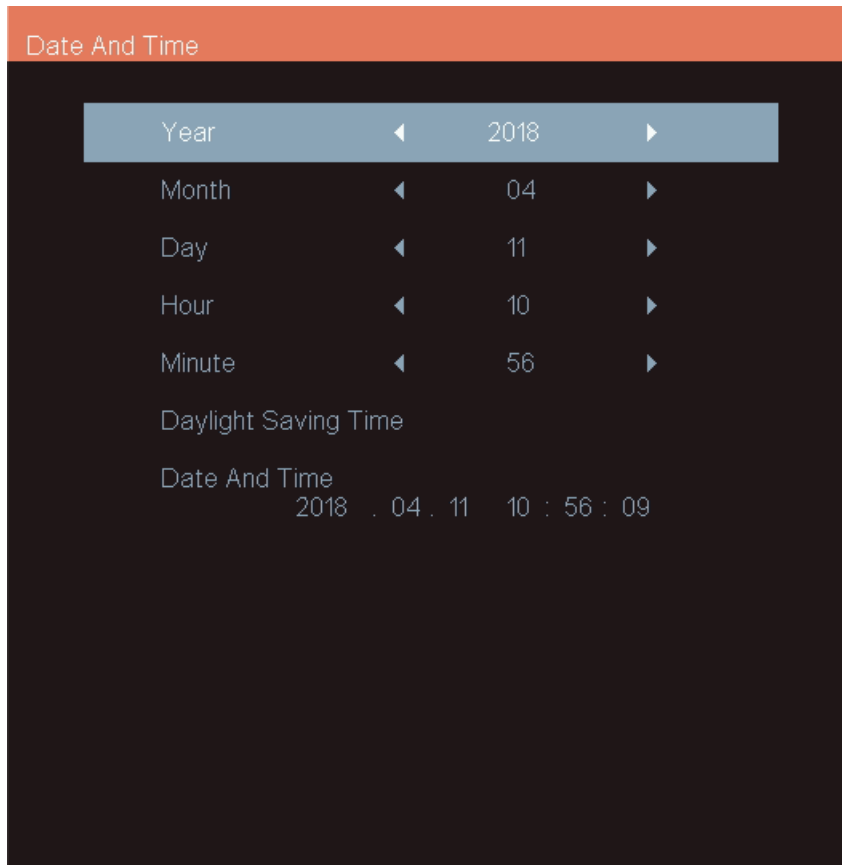 Date And Time
Year 2018
Month 04
Day 11
Hour 10
Minute 56
Daylight Saving Time
Date And Time
2018 . 04 . 11 10 : 56 : 09